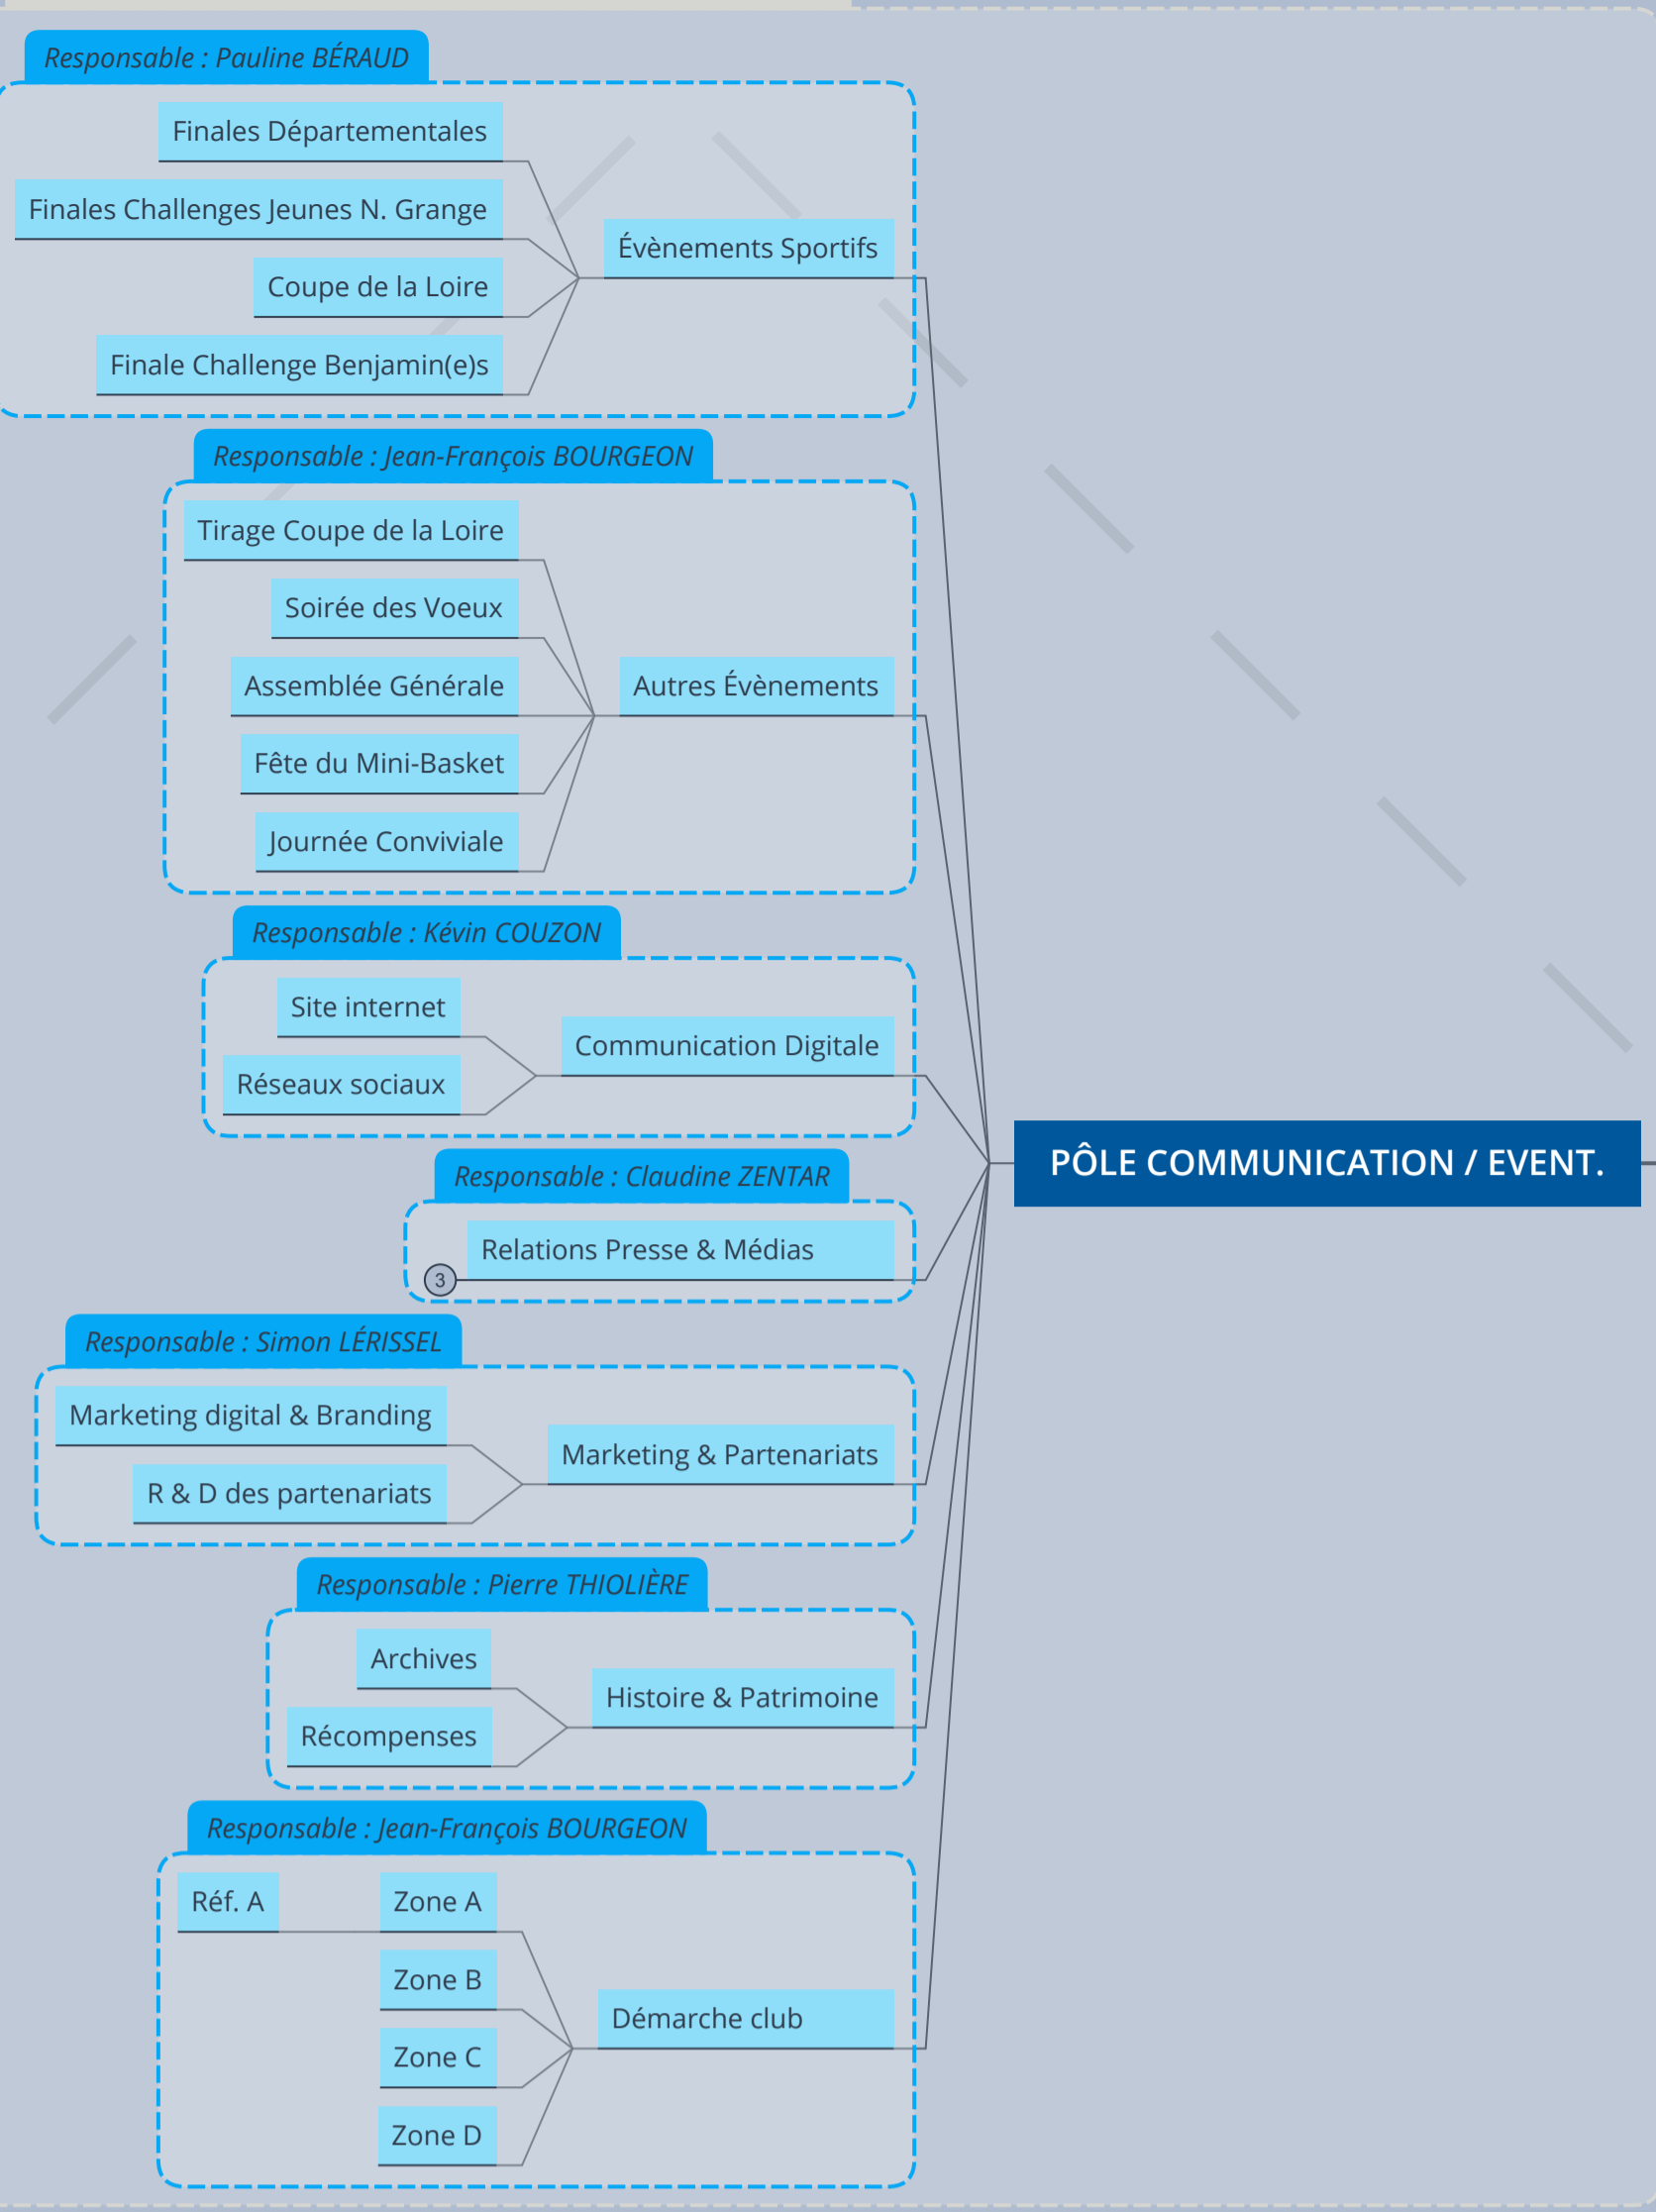 Responsable : Pauline BÉRAUD
Finales Départementales
Finales Challenges Jeunes N. Grange
Évènements Sportifs
Coupe de la Loire
Finale Challenge Benjamin(e)s
Responsable : Jean-François BOURGEON
Tirage Coupe de la Loire
Soirée des Voeux
Assemblée Générale
Autres Évènements
Fête du Mini-Basket
Journée Conviviale
Responsable : Kévin COUZON
Site internet
Communication Digitale
Réseaux sociaux
PÔLE COMMUNICATION / EVENT.
Responsable : Claudine ZENTAR
Relations Presse & Médias
3
Responsable : Simon LÉRISSEL
Marketing digital & Branding
Marketing & Partenariats
R & D des partenariats
Responsable : Pierre THIOLIÈRE
Archives
Histoire & Patrimoine
Récompenses
Responsable : Jean-François BOURGEON
Réf. A
Zone A
Zone B
Démarche club
Zone C
Zone D